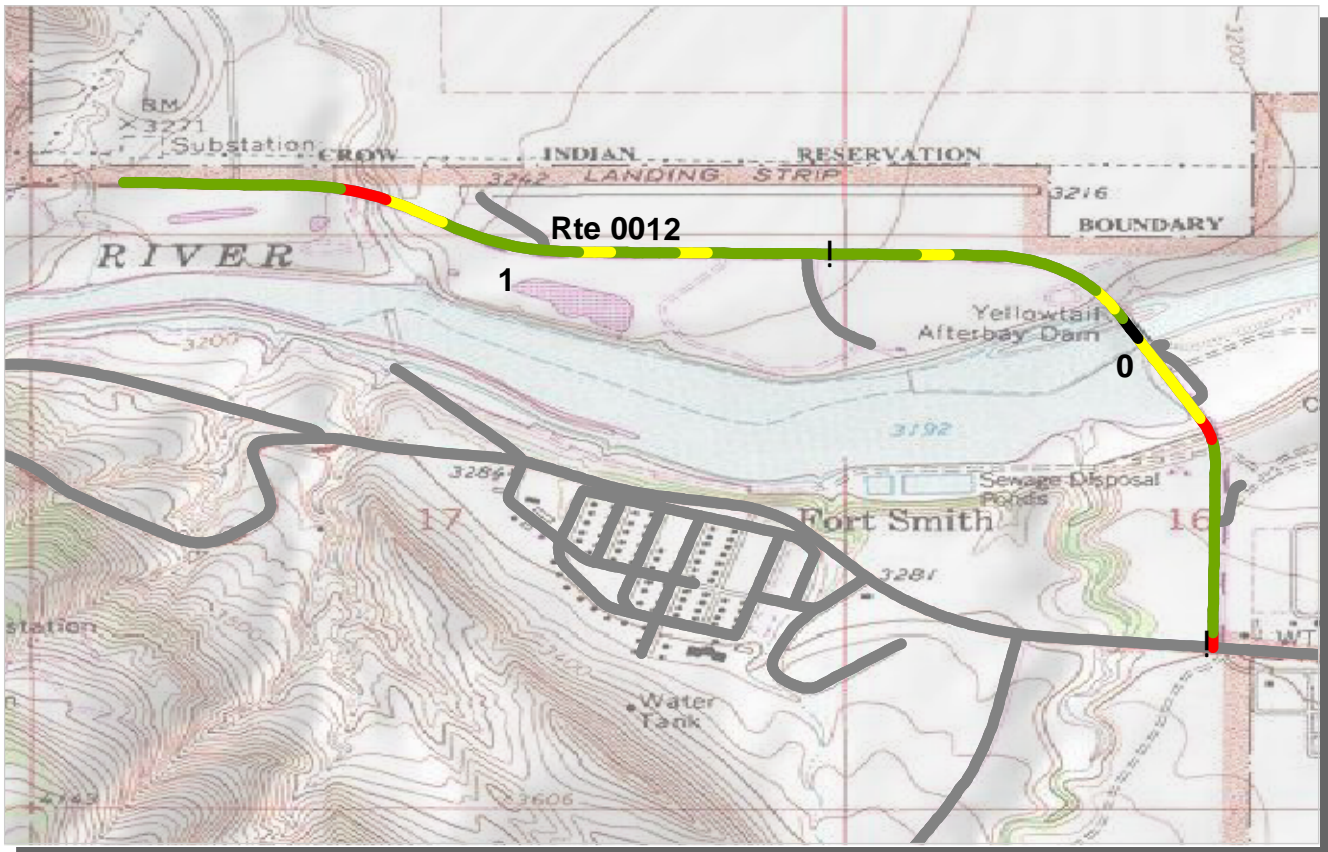 3200
BM
3271
Substation
CROW INDIAN RESERVATION
3242 LANDING STRIP
3216
BOUNDARY
Rte 0012
RIVER
1
Yellowtail
Afterbay Dam
0
3200
3192
3284
Sewage Disposal
Ponds
17
Fort Smith
16
3281
station
WT
Water
Tank
3606